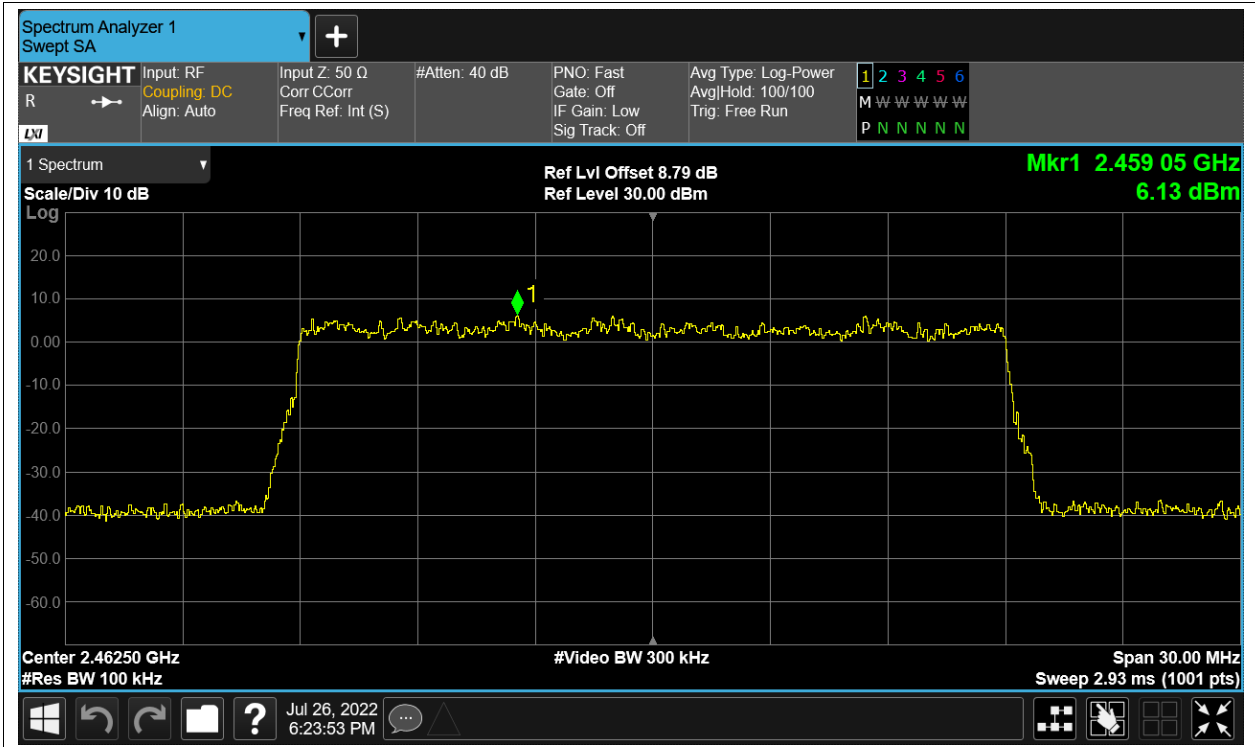 Spectrum Analyzer 1
Swept SA
+
KEYSIGHT
R
LXI
Input: RF
Coupling: DC
Align: Auto
Input Z: 50 Ω
Corr CCorr
Freq Ref: Int (S)
#Atten: 40 dB
PNO: Fast
Gate: Off
IF Gain: Low
Sig Track: Off
Avg Type: Log-Power
Avg|Hold: 100/100
Trig: Free Run
1 2 3 4 5 6
M W W W W W
P N N N N N
1 Spectrum
Scale/Div 10 dB
Log
Ref Lvl Offset 8.79 dB
Ref Level 30.00 dBm
Mkr1 2.459 05 GHz
6.13 dBm
20.0
10.0
1
0.00
-10.0
-20.0
-30.0
-40.0
-50.0
-60.0
Center 2.46250 GHz
#Res BW 100 kHz
#Video BW 300 kHz
Span 30.00 MHz
Sweep 2.93 ms (1001 pts)
?
Jul 26, 2022
6:23:53 PM